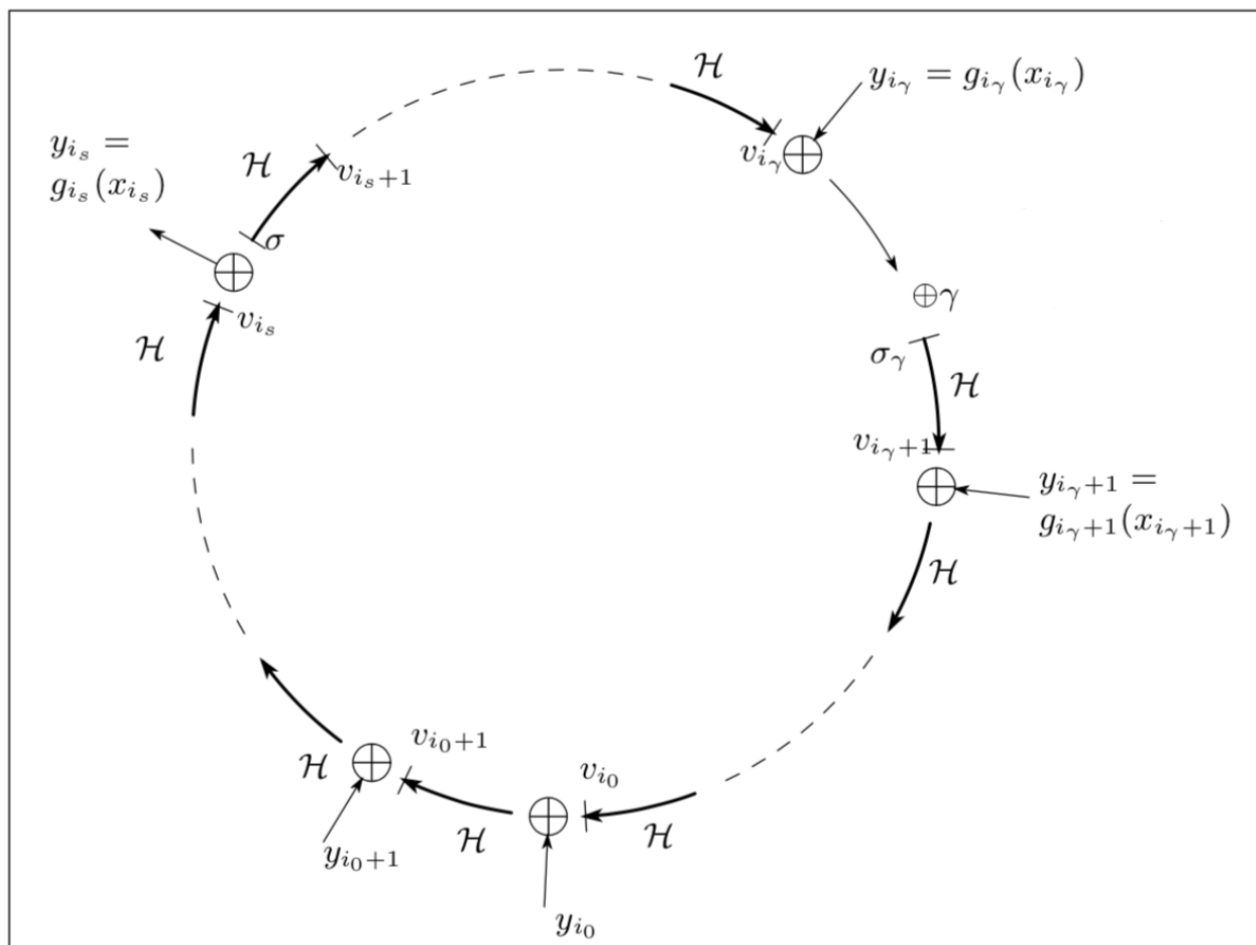 ℋ
y_{i_γ} = g_{i_γ}(x_{i_γ})
y_{i_s} =
g_{i_s}(x_{i_s})
ℋ
v_{i_s+1}
v_{i_γ}
σ
v_{i_s}
ℋ
γ
σ_γ
ℋ
v_{i_γ+1}
y_{i_γ+1} =
g_{i_γ+1}(x_{i_γ+1})
ℋ
v_{i_0+1}
v_{i_0}
ℋ
ℋ
ℋ
y_{i_0+1}
y_{i_0}